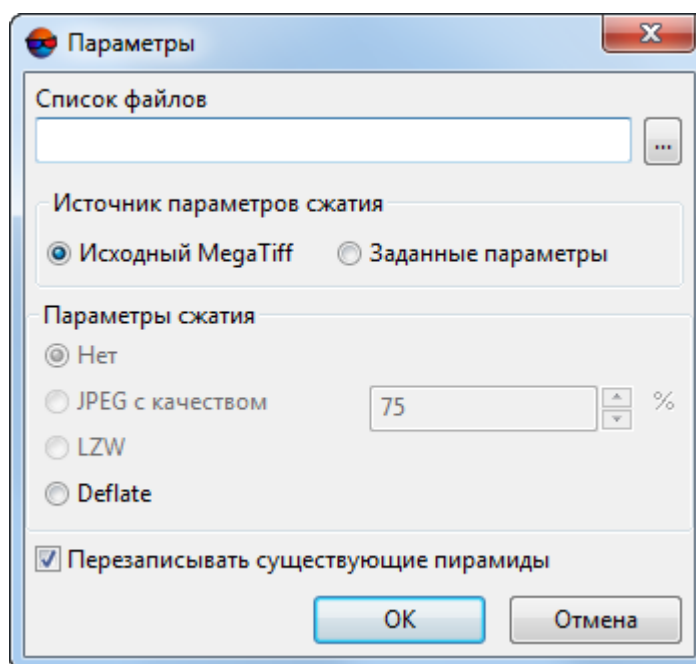 Параметры
Список файлов
...
Источник параметров сжатия
Исходный MegaTiff Заданные параметры
Параметры сжатия
Нет
JPEG с качеством 75 %
LZW
Deflate
Перезаписывать существующие пирамиды
OK Отмена